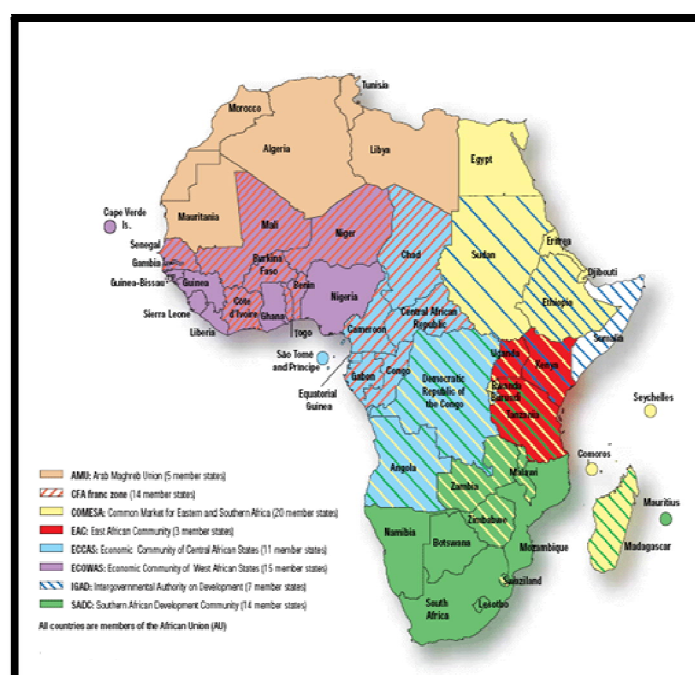 Tunisia
Morocco
Algeria
Libya
Egypt
Cape Verde
Is.
Mauritania
Mali
Niger
Chad
Sudan
Eritrea
Senegal
Gambia
Guinea-Bissau
Guinea
Burkina
Faso
Benin
Nigeria
Djibouti
Ethiopia
Sierra Leone
Côte
d'Ivoire
Ghana
Liberia
Togo
Central African
Republic
Cameroon
Somalia
São Tomé
and Principe
Equatorial
Guinea
Gabon
Congo
Democratic
Republic of
the Congo
Uganda
Kenya
Rwanda
Burundi
Tanzania
Seychelles
Comoros
Angola
Zambia
Malawi
Mauritius
Zimbabwe
Mozambique
Madagascar
Namibia
Botswana
Swaziland
South
Africa
Lesotho
AMU: Arab Maghreb Union (5 member states)
CFA franc zone (14 member states)
COMESA: Common Market for Eastern and Southern Africa (20 member states)
EAC: East African Community (3 member states)
ECCAS: Economic Community of Central African States (11 member states)
ECOWAS: Economic Community of West African States (15 member states)
IGAD: Intergovernmental Authority on Development (7 member states)
SADC: Southern African Development Community (14 member states)
All countries are members of the African Union (AU)